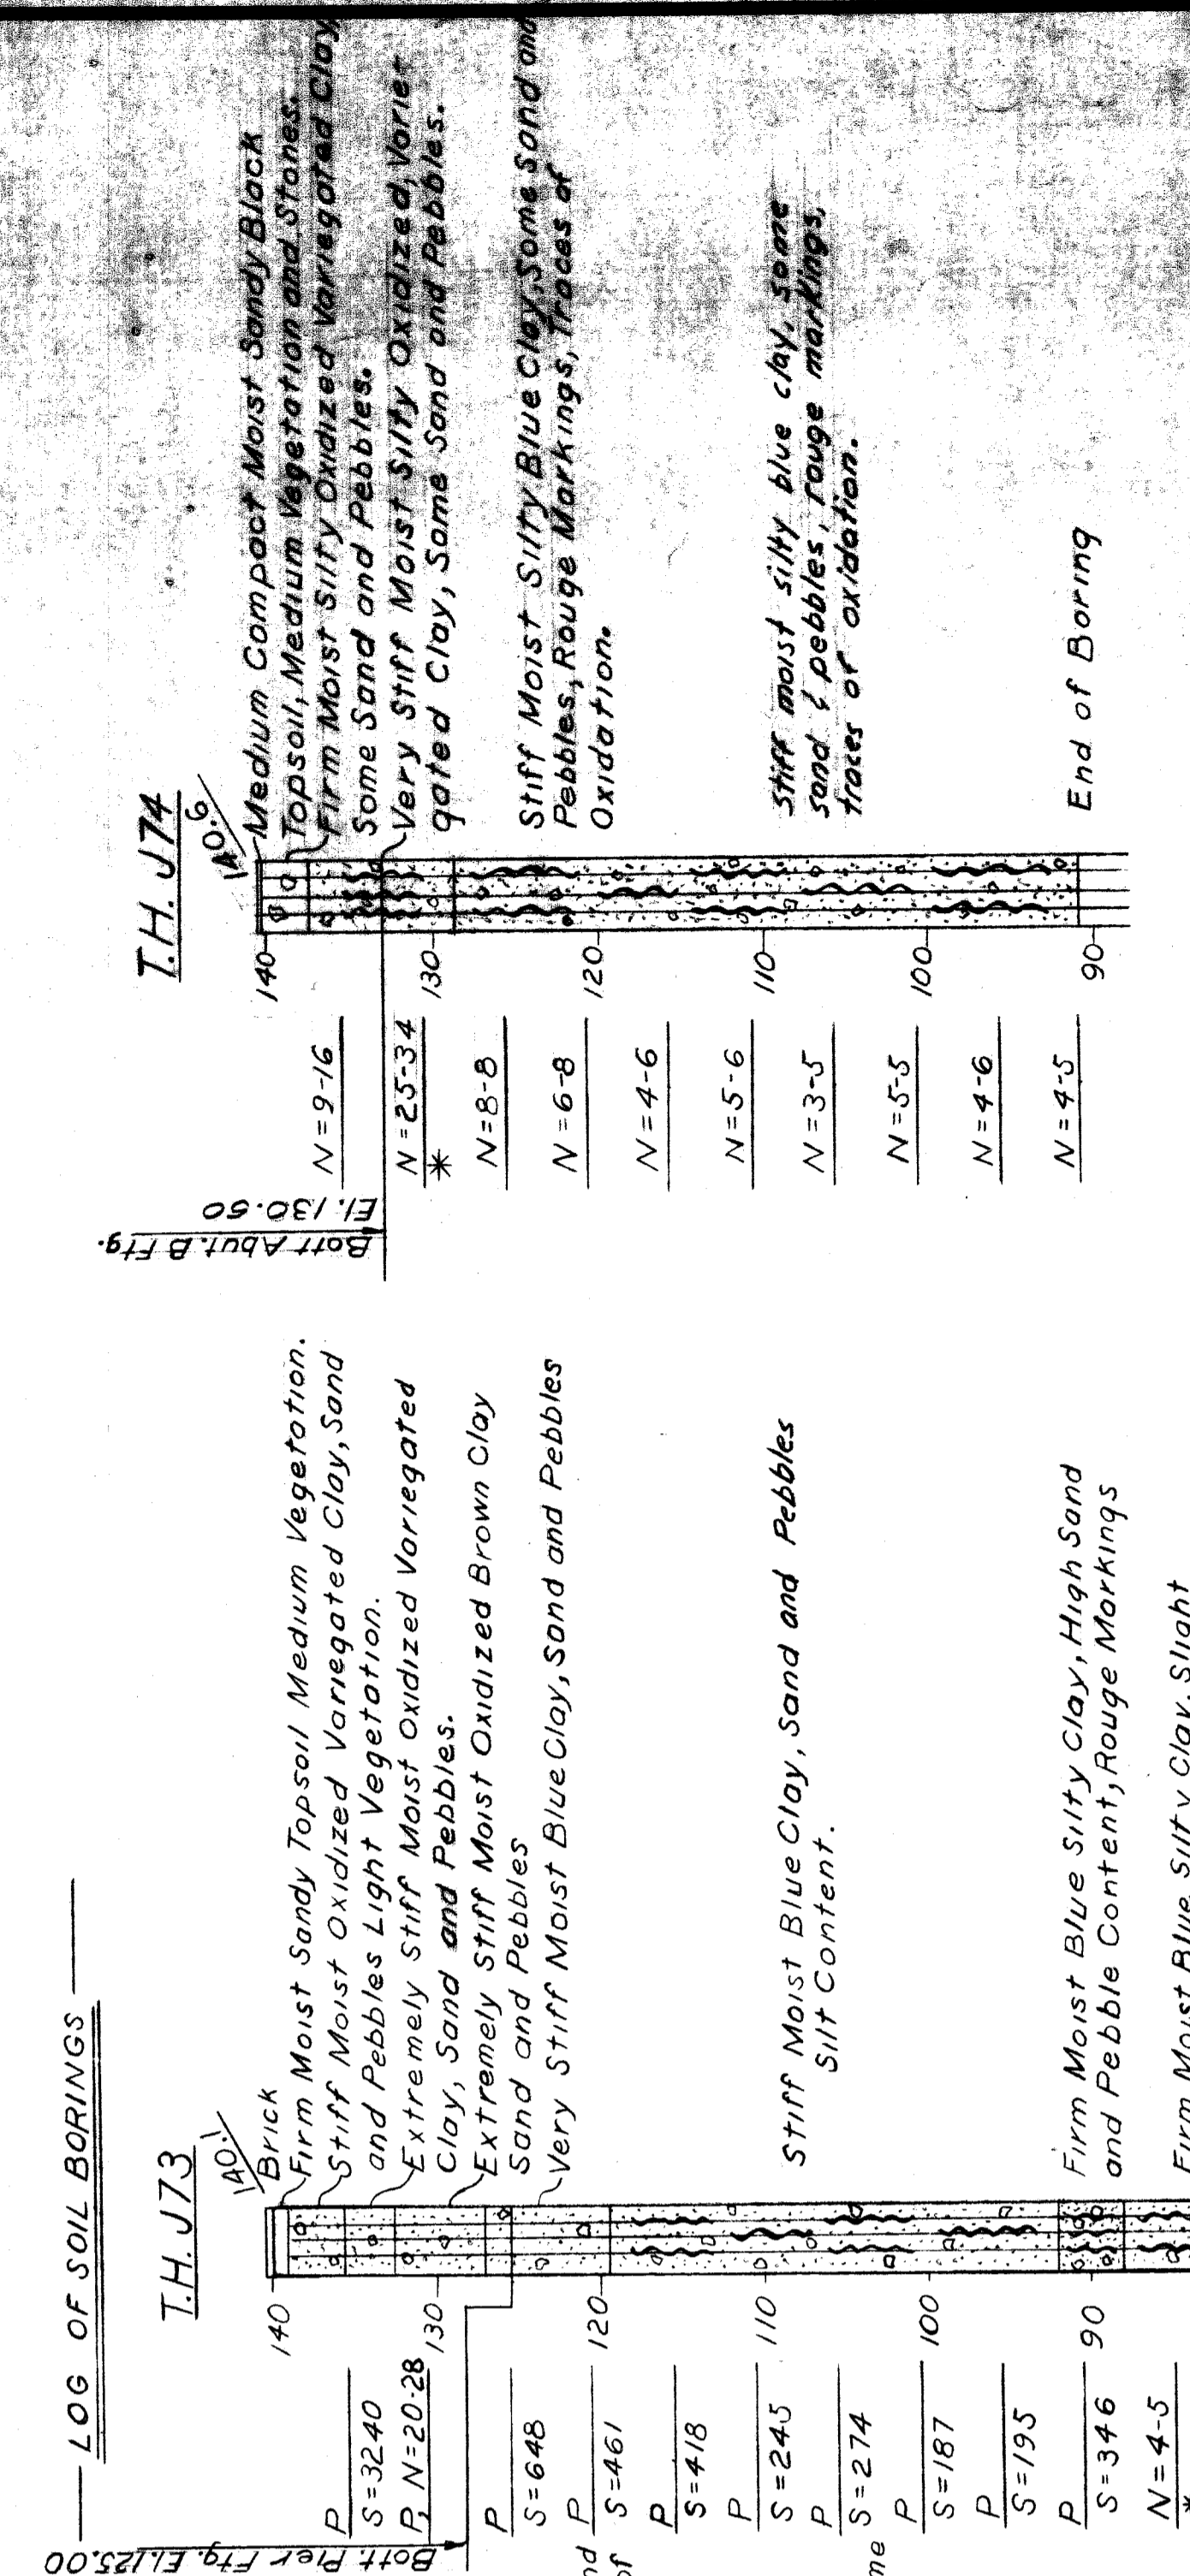 LOG OF SOIL BORINGS
T.H. J73
140.1
Brick
Firm Moist Sandy Topsoil Medium Vegetation.
Stiff Moist Oxidized Variegated Clay, Sand
and Pebbles Light Vegetation.
Extremely Stiff Moist Oxidized Variegated
Clay, Sand and Pebbles.
Extremely Stiff Moist Oxidized Brown Clay
Sand and Pebbles
Very Stiff Moist Blue Clay, Sand and Pebbles
Stiff Moist Blue Clay, Sand and Pebbles
Silt Content.
Firm Moist Blue Silty Clay, High Sand
and Pebble Content, Rouge Markings
Firm Moist Blue Silty Clay, Slight
140
130
120
110
100
90
P
S=3240
P, N=20-28
Bott. Pier Ftg. El.125.00
P
S=648
P
S=461
P
S=418
P
S=245
P
S=274
P
S=187
P
S=195
P
S=346
N=4-5
*
nd
of
me
T.H. J74
140.6
Medium Compact Moist Sandy Black
Topsoil, Medium Vegetation and Stones.
Firm Moist Silty Oxidized Variegated Clay,
Some Sand and Pebbles.
Very Stiff Moist Silty Oxidized, Varie-
gated Clay, Some Sand and Pebbles.
Stiff Moist Silty Blue Clay, Some Sand and
Pebbles, Rouge Markings, Traces of
Oxidation.
Stiff moist silty blue clay, some
sand & pebbles, rouge markings,
traces of oxidation.
End of Boring
140
130
120
110
100
90
N=9-16
N=25-34
*
N=8-8
N=6-8
N=4-6
N=5-6
N=3-5
N=5-5
N=4-6
N=4-5
Bott Abut. B Ftg.
El. 130.50